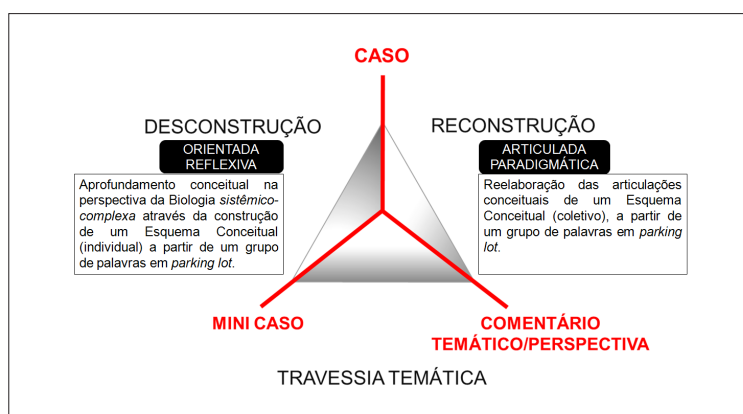 CASO
DESCONSTRUÇÃO
ORIENTADA
REFLEXIVA
Aprofundamento conceitual na
perspectiva da Biologia sistêmico-
complexa através da construção
de um Esquema Conceitual
(individual) a partir de um grupo
de palavras em parking lot.
RECONSTRUÇÃO
ARTICULADA
PARADIGMÁTICA
Reelaboração das articulações
conceituais de um Esquema
Conceitual (coletivo), a partir de
um grupo de palavras em parking
lot.
MINI CASO
COMENTÁRIO
TEMÁTICO/PERSPECTIVA
TRAVESSIA TEMÁTICA